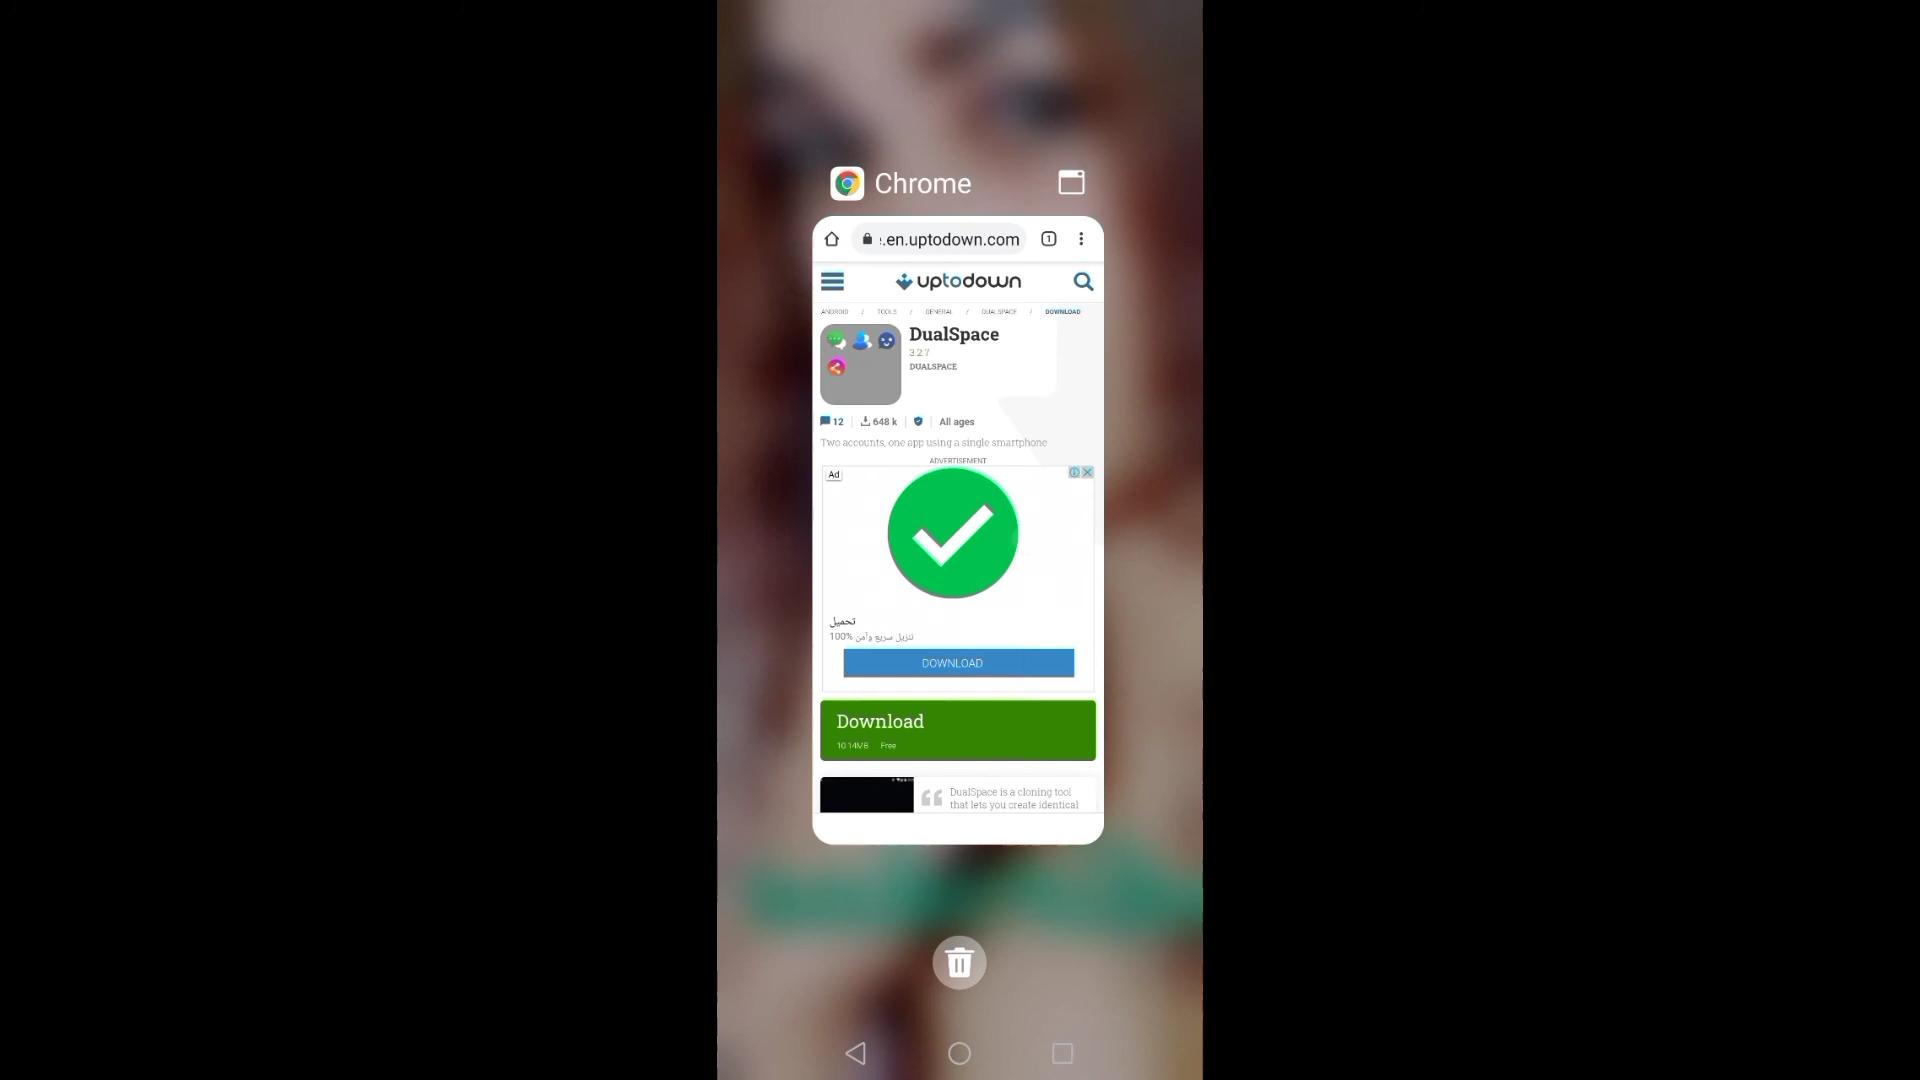 Chrome
:.en.uptodown.com
1
uptodown
ANDROID / TOOLS / GENERAL / DUALSPACE / DOWNLOAD
DualSpace
3.2.7
DUALSPACE
12 648 k All ages
Two accounts, one app using a single smartphone
ADVERTISEMENT
Ad
تحميل
تنزيل سريع وآمن %100
DOWNLOAD
Download
10.14MB Free
DualSpace is a cloning tool
that lets you create identical